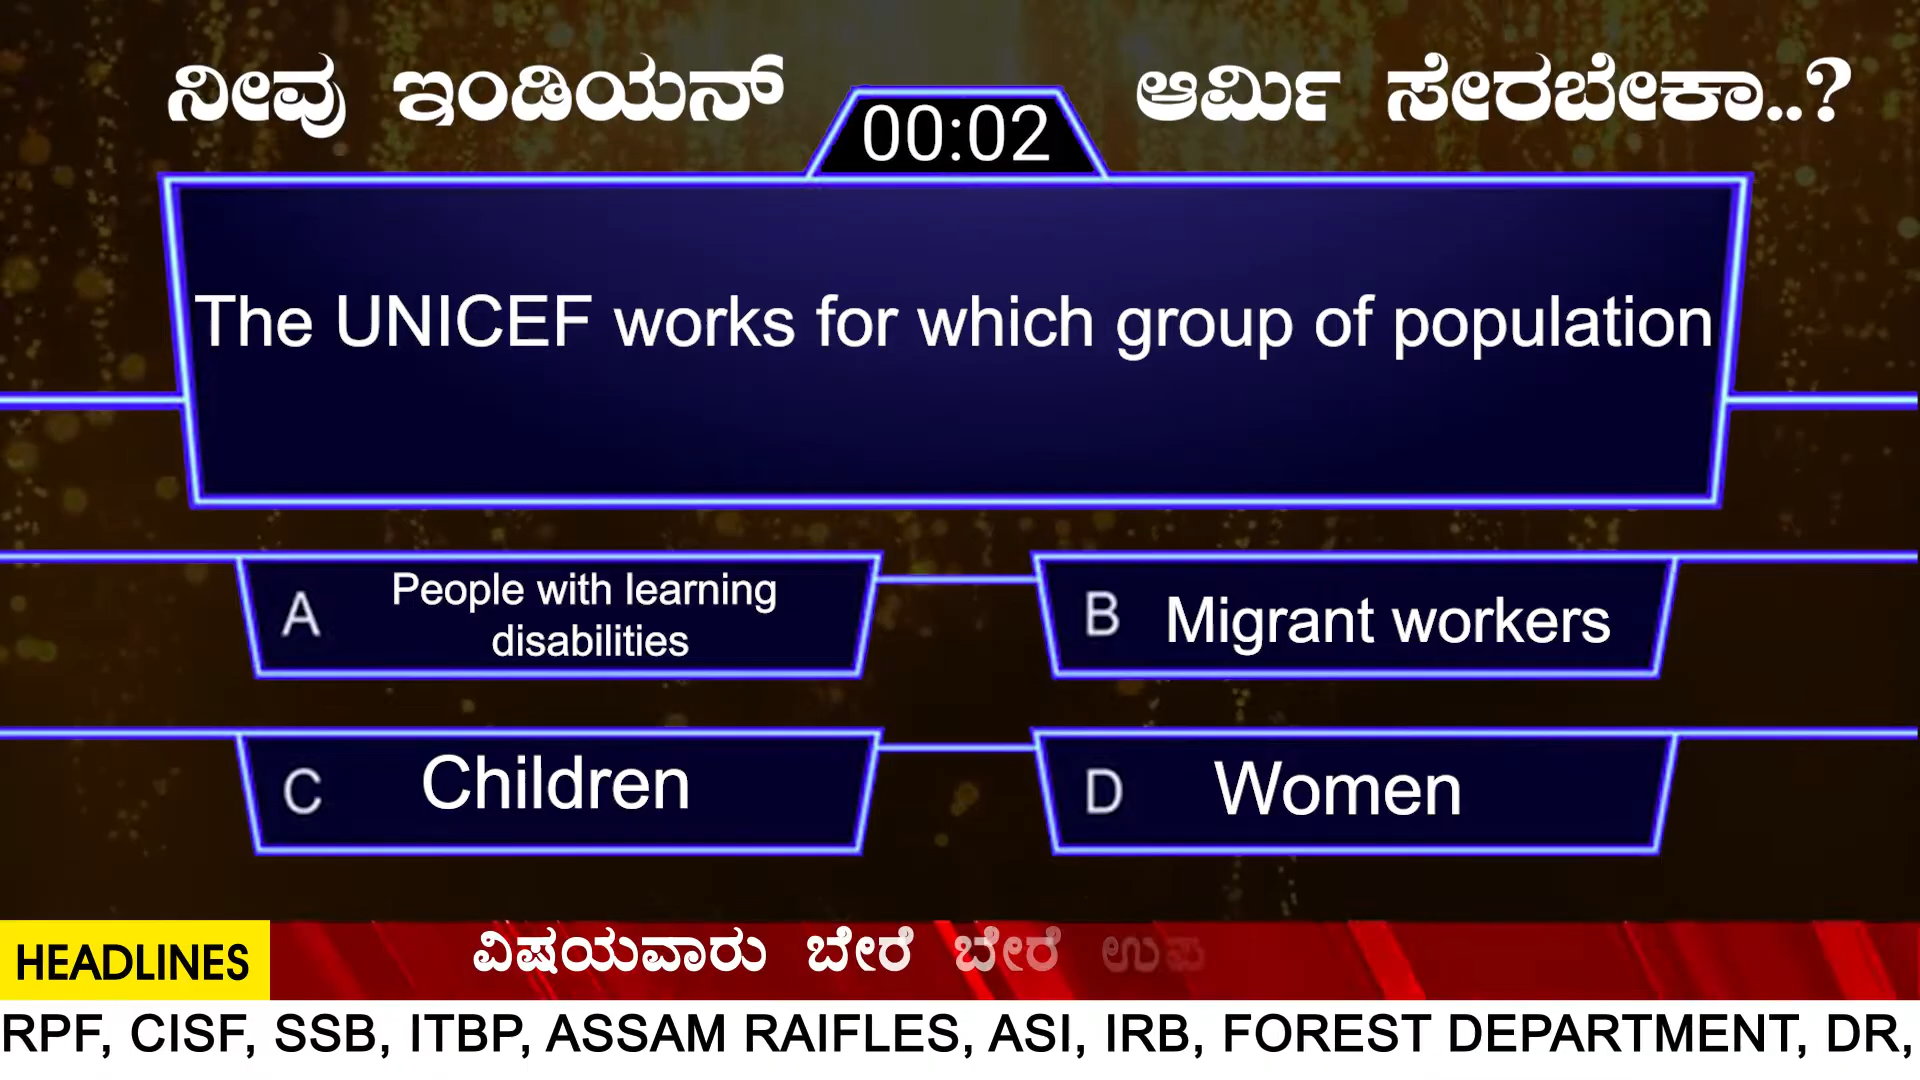 ನೀವು ಇಂಡಿಯನ್ ಆರ್ಮಿ ಸೇರಬೇಕಾ..?
00:02
The UNICEF works for which group of population
A People with learning
disabilities
B Migrant workers
C Children
D Women
HEADLINES ವಿಷಯವಾರು ಬೇರೆ ಬೇರೆ ಉಪ
RPF, CISF, SSB, ITBP, ASSAM RAIFLES, ASI, IRB, FOREST DEPARTMENT, DR,